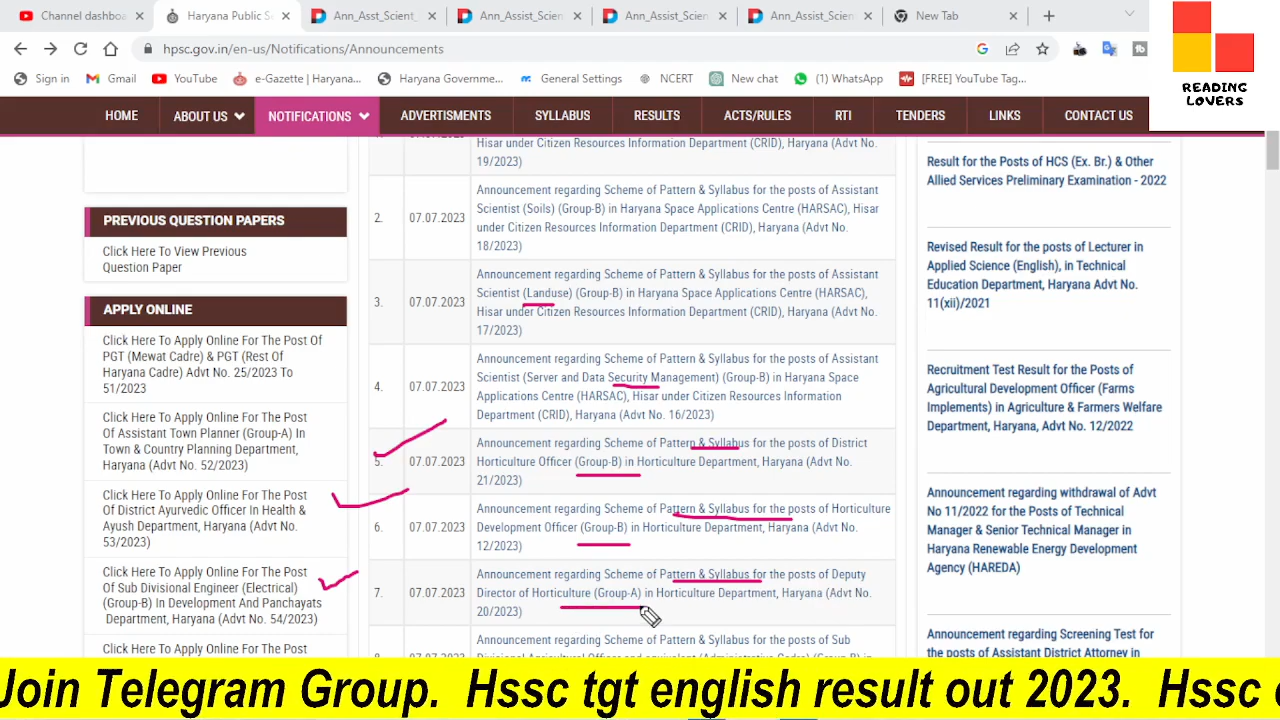 Channel dashboa
Haryana Public S
Ann_Asst_Scient
Ann_Assist_Scien
Ann_Assist_Scien
Ann_Assist_Scien
New Tab
hpsc.gov.in/en-us/Notifications/Announcements
Sign in
Gmail
YouTube
e-Gazette | Haryan...
Haryana Governme...
General Settings
NCERT
New chat
(1) WhatsApp
[FREE] YouTube Tag...
READING
LOVERS
HOME
ABOUT US
NOTIFICATIONS
ADVERTISMENTS
SYLLABUS
RESULTS
ACTS/RULES
RTI
TENDERS
LINKS
CONTACT US
PREVIOUS QUESTION PAPERS
Click Here To View Previous
Question Paper
APPLY ONLINE
Click Here To Apply Online For The Post Of
PGT (Mewat Cadre) & PGT (Rest Of
Haryana Cadre) Advt No. 25/2023 To
51/2023
Click Here To Apply Online For The Post
Of Assistant Town Planner (Group-A) In
Town & Country Planning Department,
Haryana (Advt No. 52/2023)
Click Here To Apply Online For The Post
Of District Ayurvedic Officer In Health &
Ayush Department, Haryana (Advt No.
53/2023)
Click Here To Apply Online For The Post
Of Sub Divisional Engineer (Electrical)
(Group-B) In Development And Panchayats
Department, Haryana (Advt No. 54/2023)
Click Here To Apply Online For The Post
Hisar under Citizen Resources Information Department (CRID), Haryana (Advt No.
19/2023)
2.
07.07.2023
Announcement regarding Scheme of Pattern & Syllabus for the posts of Assistant
Scientist (Soils) (Group-B) in Haryana Space Applications Centre (HARSAC), Hisar
under Citizen Resources Information Department (CRID), Haryana (Advt No.
18/2023)
3.
07.07.2023
Announcement regarding Scheme of Pattern & Syllabus for the posts of Assistant
Scientist (Landuse) (Group-B) in Haryana Space Applications Centre (HARSAC),
Hisar under Citizen Resources Information Department (CRID), Haryana (Advt No.
17/2023)
4.
07.07.2023
Announcement regarding Scheme of Pattern & Syllabus for the posts of Assistant
Scientist (Server and Data Security Management) (Group-B) in Haryana Space
Applications Centre (HARSAC), Hisar under Citizen Resources Information
Department (CRID), Haryana (Advt No. 16/2023)
5.
07.07.2023
Announcement regarding Scheme of Pattern & Syllabus for the posts of District
Horticulture Officer (Group-B) in Horticulture Department, Haryana (Advt No.
21/2023)
6.
07.07.2023
Announcement regarding Scheme of Pattern & Syllabus for the posts of Horticulture
Development Officer (Group-B) in Horticulture Department, Haryana (Advt No.
12/2023)
7.
07.07.2023
Announcement regarding Scheme of Pattern & Syllabus for the posts of Deputy
Director of Horticulture (Group-A) in Horticulture Department, Haryana (Advt No.
20/2023)
Announcement regarding Scheme of Pattern & Syllabus for the posts of Sub
Divisional Agricultural Officer and equivalent (Administrative Cadre) (Group B) in
Result for the Posts of HCS (Ex. Br.) & Other
Allied Services Preliminary Examination - 2022
Revised Result for the posts of Lecturer in
Applied Science (English), in Technical
Education Department, Haryana Advt No.
11(xii)/2021
Recruitment Test Result for the Posts of
Agricultural Development Officer (Farms
Implements) in Agriculture & Farmers Welfare
Department, Haryana, Advt No. 12/2022
Announcement regarding withdrawal of Advt
No 11/2022 for the Posts of Technical
Manager & Senior Technical Manager in
Haryana Renewable Energy Development
Agency (HAREDA)
Announcement regarding Screening Test for
the posts of Assistant District Attorney in
Join Telegram Group. Hssc tgt english result out 2023. Hssc